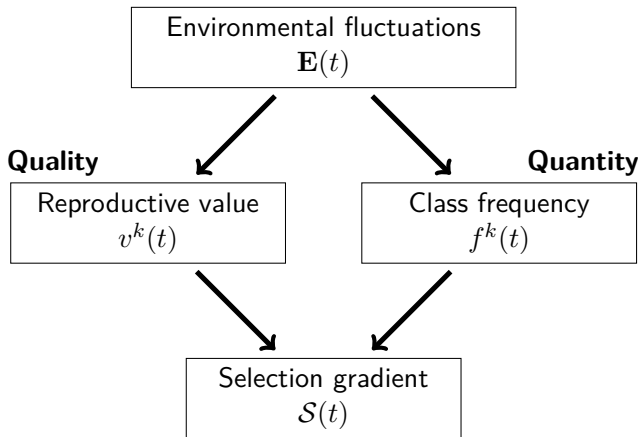 Environmental fluctuations
E(t)
Quality
Quantity
Reproductive value
v^k(t)
Class frequency
f^k(t)
Selection gradient
𝒮(t)